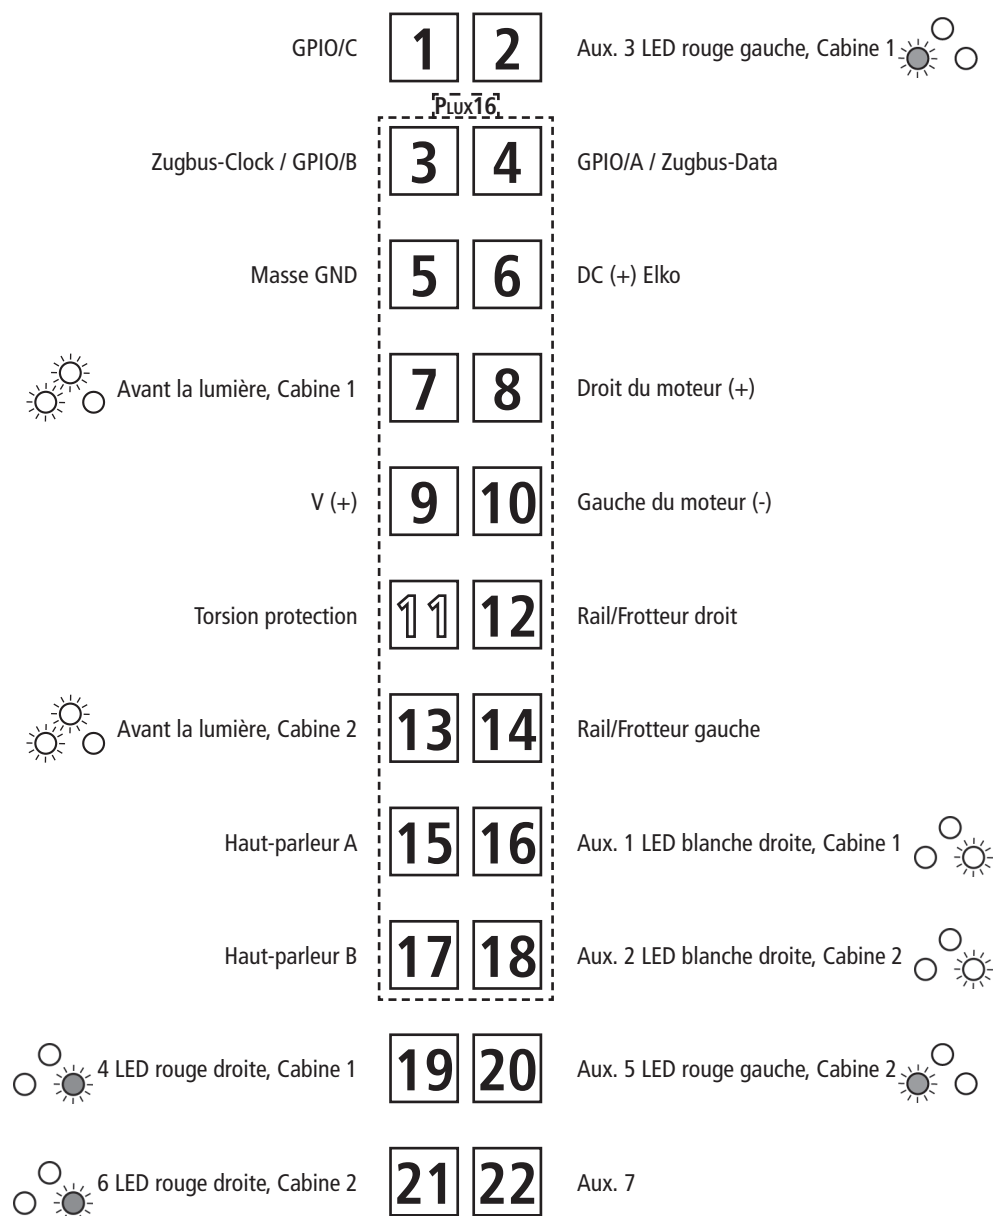 GPIO/C 1 2 Aux. 3 LED rouge gauche, Cabine 1
PLUX16
Zugbus-Clock / GPIO/B 3 4 GPIO/A / Zugbus-Data
Masse GND 5 6 DC (+) Elko
Avant la lumière, Cabine 1 7 8 Droit du moteur (+)
V (+) 9 10 Gauche du moteur (-)
Torsion protection 11 12 Rail/Frotteur droit
Avant la lumière, Cabine 2 13 14 Rail/Frotteur gauche
Haut-parleur A 15 16 Aux. 1 LED blanche droite, Cabine 1
Haut-parleur B 17 18 Aux. 2 LED blanche droite, Cabine 2
4 LED rouge droite, Cabine 1 19 20 Aux. 5 LED rouge gauche, Cabine 2
6 LED rouge droite, Cabine 2 21 22 Aux. 7